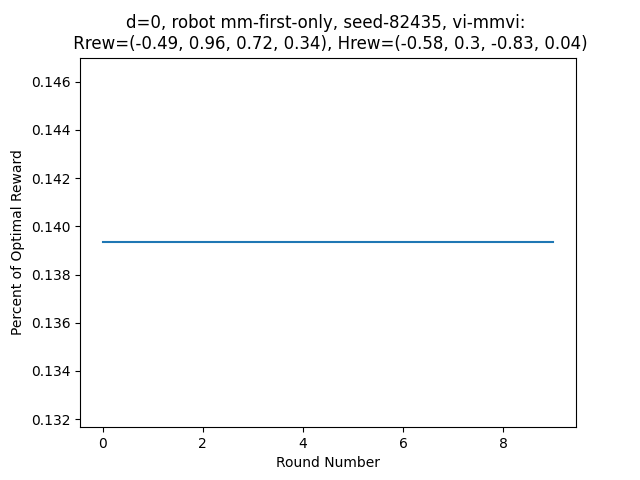 d=0, robot mm-first-only, seed-82435, vi-mmvi:
Rrew=(-0.49, 0.96, 0.72, 0.34), Hrew=(-0.58, 0.3, -0.83, 0.04)
0.146
0.144
0.142
0.140
0.138
0.136
0.134
0.132
Percent of Optimal Reward
0 2 4 6 8
Round Number